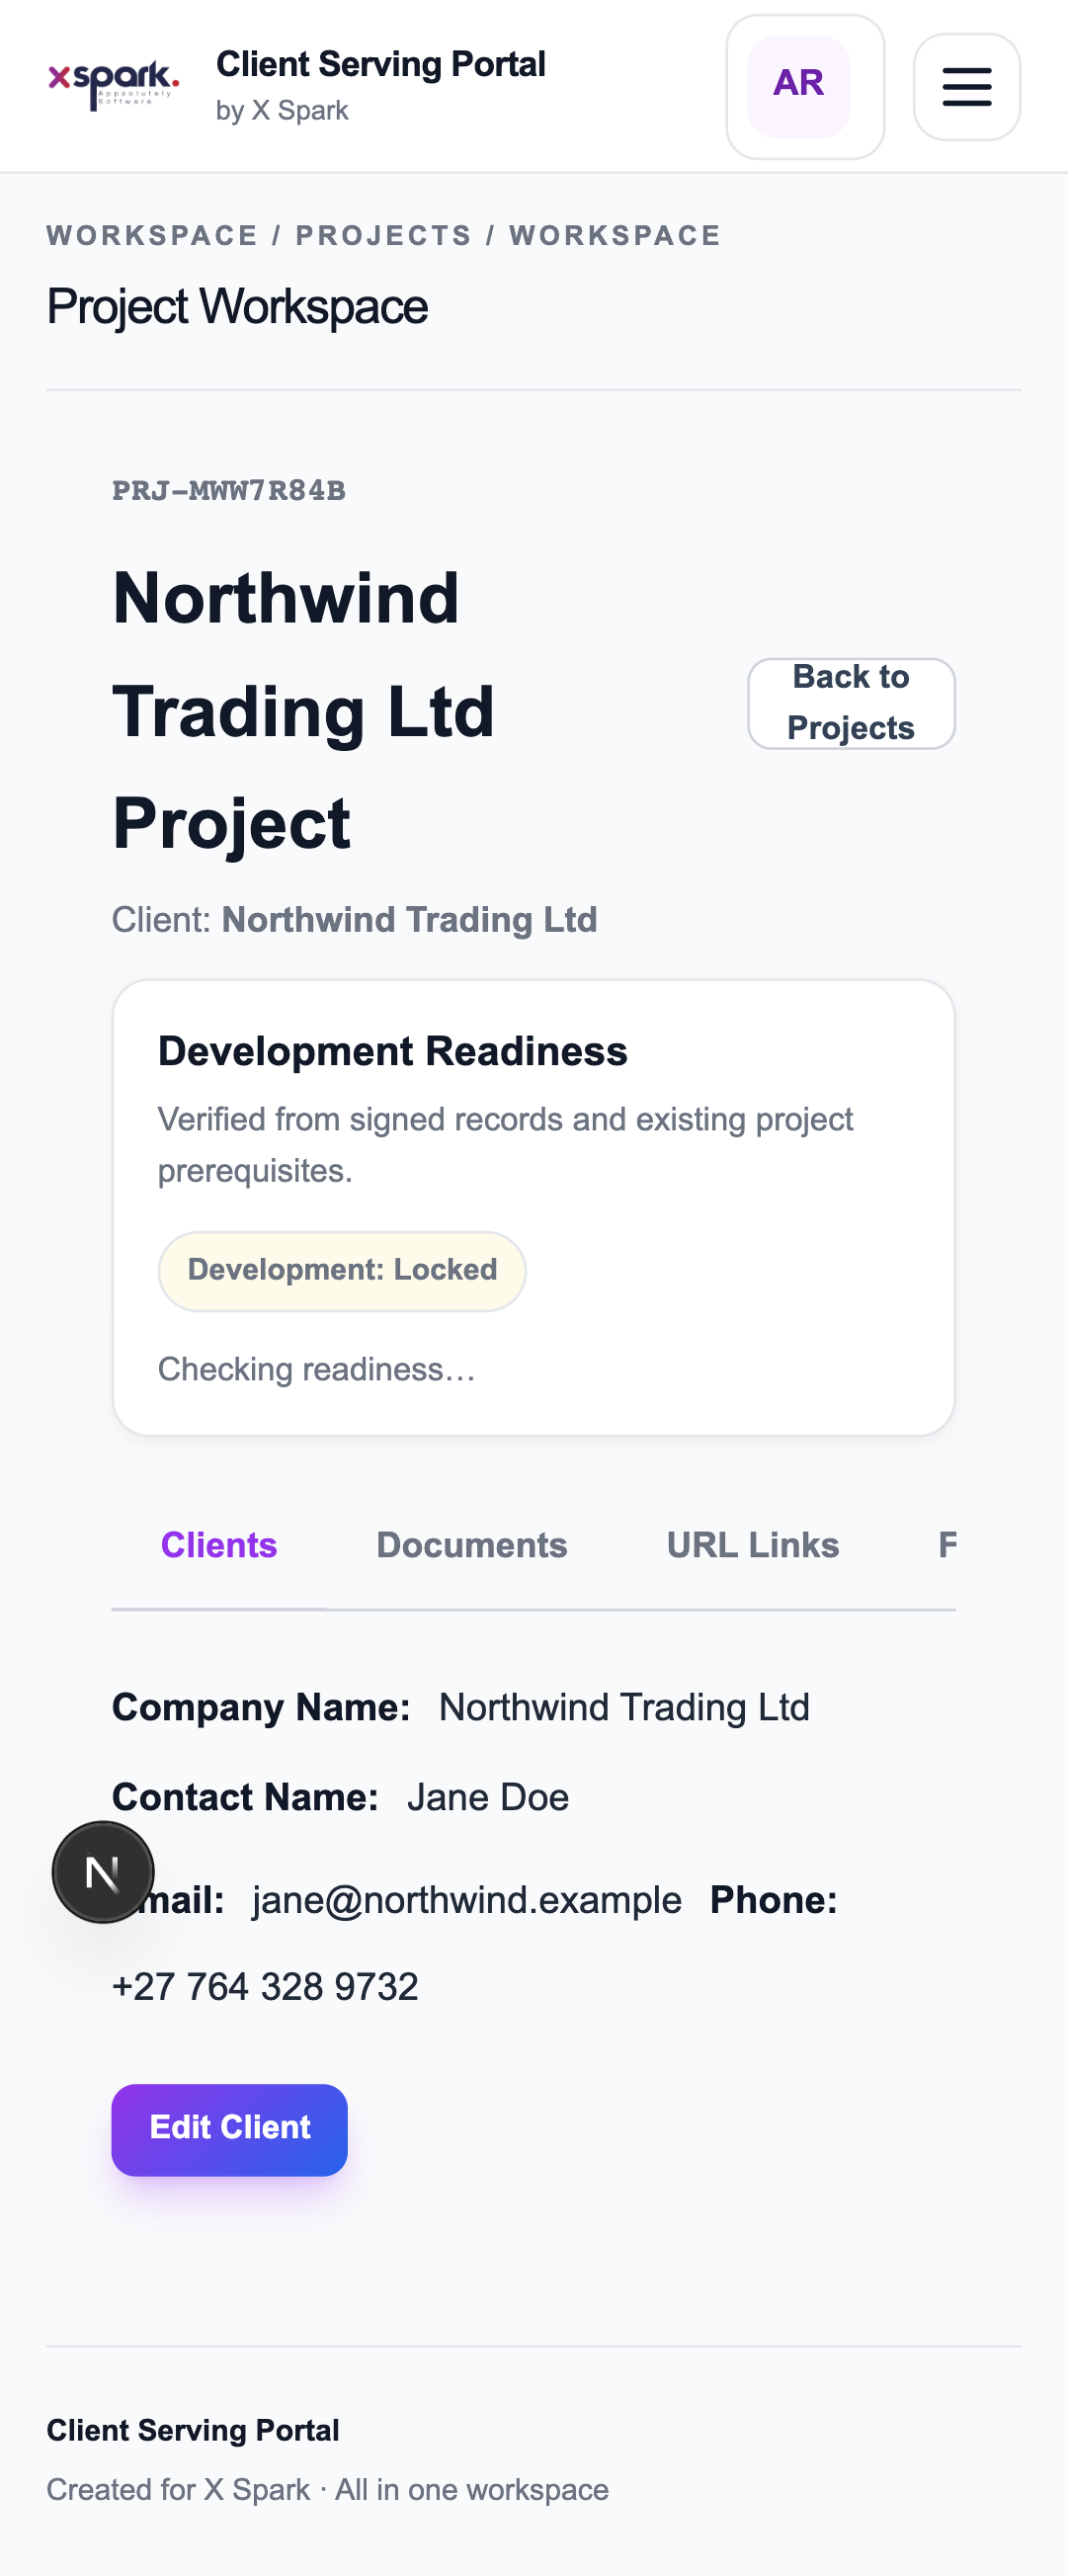 xspark.
Appsolutely
Software
Client Serving Portal
by X Spark
AR
WORKSPACE / PROJECTS / WORKSPACE
Project Workspace
PRJ-MWW7R84B
Northwind
Trading Ltd
Project
Back to
Projects
Client: Northwind Trading Ltd
Development Readiness
Verified from signed records and existing project
prerequisites.
Development: Locked
Checking readiness...
Clients Documents URL Links F
Company Name: Northwind Trading Ltd
Contact Name: Jane Doe
N
mail: jane@northwind.example Phone:
+27 764 328 9732
Edit Client
Client Serving Portal
Created for X Spark · All in one workspace